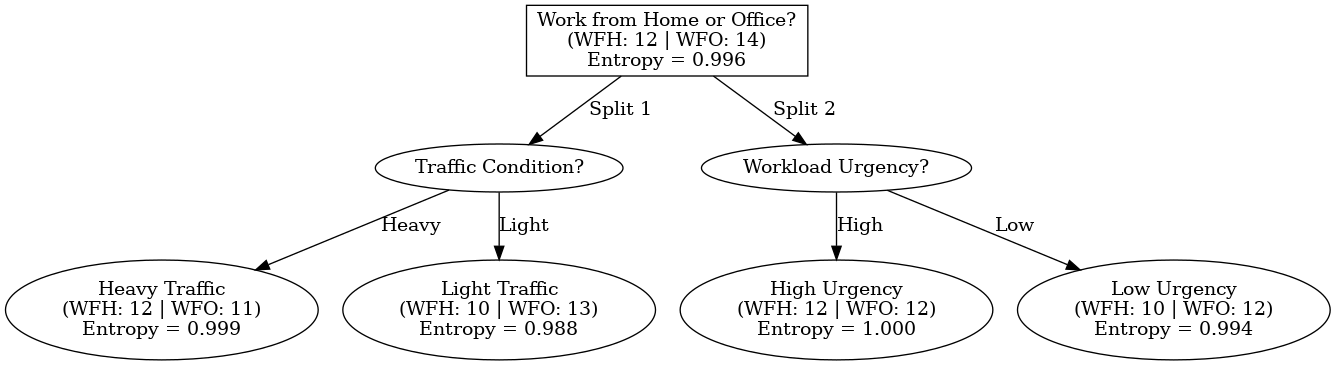 Work from Home or Office?
(WFH: 12 | WFO: 14)
Entropy = 0.996
Split 1
Split 2
Traffic Condition?
Workload Urgency?
Heavy
Light
High
Low
Heavy Traffic
(WFH: 12 | WFO: 11)
Entropy = 0.999
Light Traffic
(WFH: 10 | WFO: 13)
Entropy = 0.988
High Urgency
(WFH: 12 | WFO: 12)
Entropy = 1.000
Low Urgency
(WFH: 10 | WFO: 12)
Entropy = 0.994